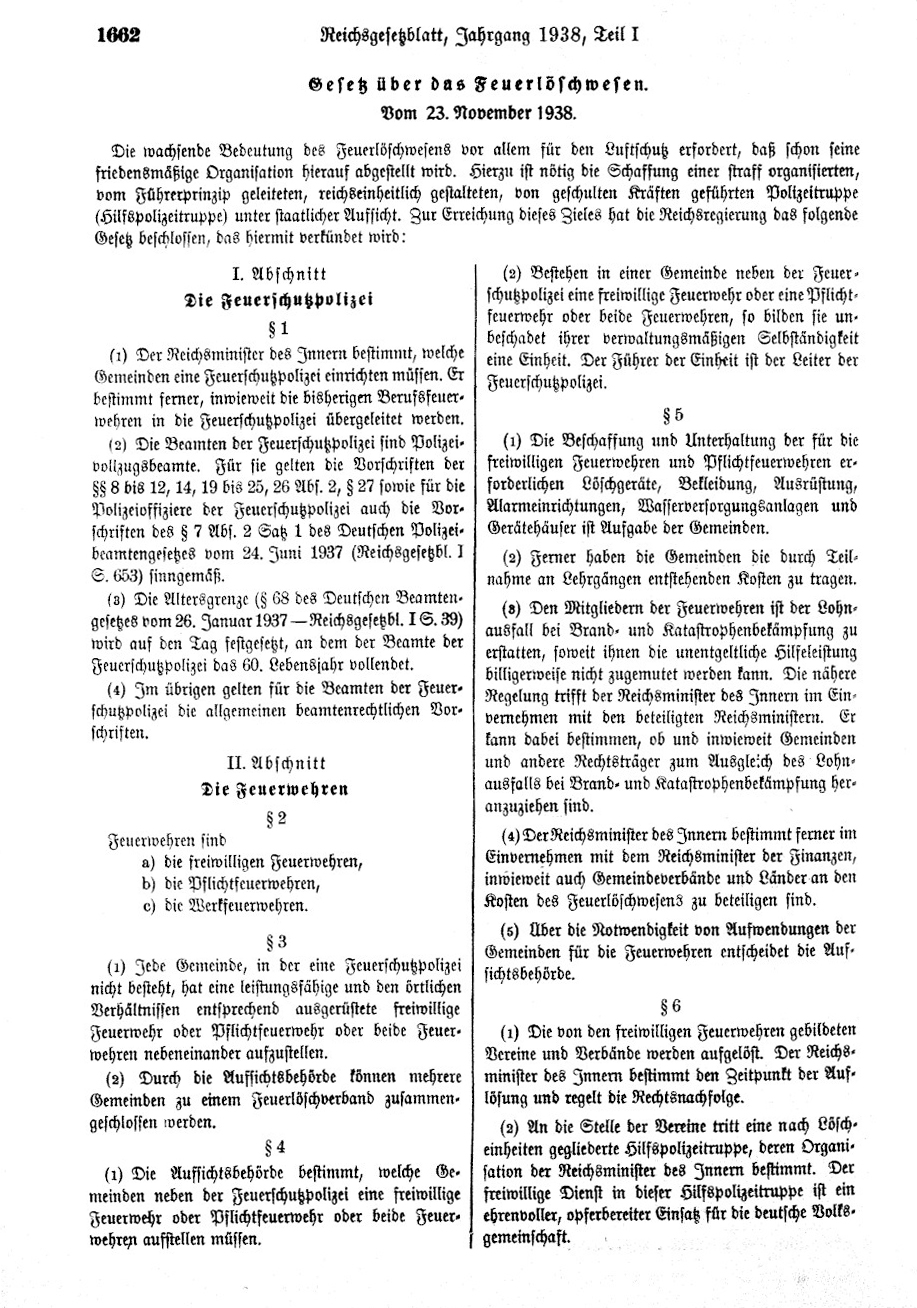 1662
Reichsgesetzblatt, Jahrgang 1938, Teil I
Gesetz über das Feuerlöschwesen.
Vom 23. November 1938.
Die wachsende Bedeutung des Feuerlöschwesens vor allem für den Luftschutz erfordert, daß schon seine
friedensmäßige Organisation hierauf abgestellt wird. Hierzu ist nötig die Schaffung einer straff organisierten,
vom Führerprinzip geleiteten, reichseinheitlich gestalteten, von geschulten Kräften geführten Polizeitruppe
(Hilfspolizeitruppe) unter staatlicher Aufsicht. Zur Erreichung dieses Zieles hat die Reichsregierung das folgende
Gesetz beschlossen, das hiermit verkündet wird:
I. Abschnitt
Die Feuerschutzpolizei
§ 1
(1) Der Reichsminister des Innern bestimmt, welche
Gemeinden eine Feuerschutzpolizei einrichten müssen. Er
bestimmt ferner, inwieweit die bisherigen Berufsfeuer-
wehren in die Feuerschutzpolizei übergeleitet werden.
(2) Die Beamten der Feuerschutzpolizei sind Polizei-
vollzugsbeamte. Für sie gelten die Vorschriften der
§§ 8 bis 12, 14, 19 bis 25, 26 Abs. 2, § 27 sowie für die
Polizeioffiziere der Feuerschutzpolizei auch die Vor-
schriften des § 7 Abs. 2 Satz 1 des Deutschen Polizei-
beamtengesetzes vom 24. Juni 1937 (Reichsgesetzbl. I
S. 653) sinngemäß.
(3) Die Altersgrenze (§ 68 des Deutschen Beamten-
gesetzes vom 26. Januar 1937 — Reichsgesetzbl. I S. 39)
wird auf den Tag festgesetzt, an dem der Beamte der
Feuerschutzpolizei das 60. Lebensjahr vollendet.
(4) Im übrigen gelten für die Beamten der Feuer-
schutzpolizei die allgemeinen beamtenrechtlichen Vor-
schriften.
II. Abschnitt
Die Feuerwehren
§ 2
Feuerwehren sind
a) die freiwilligen Feuerwehren,
b) die Pflichtfeuerwehren,
c) die Werkfeuerwehren.
§ 3
(1) Jede Gemeinde, in der eine Feuerschutzpolizei
nicht besteht, hat eine leistungsfähige und den örtlichen
Verhältnissen entsprechend ausgerüstete freiwillige
Feuerwehr oder Pflichtfeuerwehr oder beide Feuer-
wehren nebeneinander aufzustellen.
(2) Durch die Aufsichtsbehörde können mehrere
Gemeinden zu einem Feuerlöschverband zusammen-
geschlossen werden.
§ 4
(1) Die Aufsichtsbehörde bestimmt, welche Ge-
meinden neben der Feuerschutzpolizei eine freiwillige
Feuerwehr oder Pflichtfeuerwehr oder beide Feuer-
wehren aufstellen müssen.
(2) Bestehen in einer Gemeinde neben der Feuer-
schutzpolizei eine freiwillige Feuerwehr oder eine Pflicht-
feuerwehr oder beide Feuerwehren, so bilden sie un-
beschadet ihrer verwaltungsmäßigen Selbständigkeit
eine Einheit. Der Führer der Einheit ist der Leiter der
Feuerschutzpolizei.
§ 5
(1) Die Beschaffung und Unterhaltung der für die
freiwilligen Feuerwehren und Pflichtfeuerwehren er-
forderlichen Löschgeräte, Bekleidung, Ausrüstung,
Alarmeinrichtungen, Wasserversorgungsanlagen und
Gerätehäuser ist Aufgabe der Gemeinden.
(2) Ferner haben die Gemeinden die durch Teil-
nahme an Lehrgängen entstehenden Kosten zu tragen.
(3) Den Mitgliedern der Feuerwehren ist der Lohn-
ausfall bei Brand- und Katastrophenbekämpfung zu
erstatten, soweit ihnen die unentgeltliche Hilfeleistung
billigerweise nicht zugemutet werden kann. Die nähere
Regelung trifft der Reichsminister des Innern im Ein-
vernehmen mit den beteiligten Reichsministern. Er
kann dabei bestimmen, ob und inwieweit Gemeinden
und andere Rechtsträger zum Ausgleich des Lohn-
ausfalls bei Brand- und Katastrophenbekämpfung her-
anzuziehen sind.
(4) Der Reichsminister des Innern bestimmt ferner im
Einvernehmen mit dem Reichsminister der Finanzen,
inwieweit auch Gemeindeverbände und Länder an den
Kosten des Feuerlöschwesens zu beteiligen sind.
(5) Über die Notwendigkeit von Aufwendungen der
Gemeinden für die Feuerwehren entscheidet die Auf-
sichtsbehörde.
§ 6
(1) Die von den freiwilligen Feuerwehren gebildeten
Vereine und Verbände werden aufgelöst. Der Reichs-
minister des Innern bestimmt den Zeitpunkt der Auf-
lösung und regelt die Rechtsnachfolge.
(2) An die Stelle der Vereine tritt eine nach Lösch-
einheiten gegliederte Hilfspolizeitruppe, deren Organi-
sation der Reichsminister des Innern bestimmt. Der
freiwillige Dienst in dieser Hilfspolizeitruppe ist ein
ehrenvoller, opferbereiter Einsatz für die deutsche Volks-
gemeinschaft.